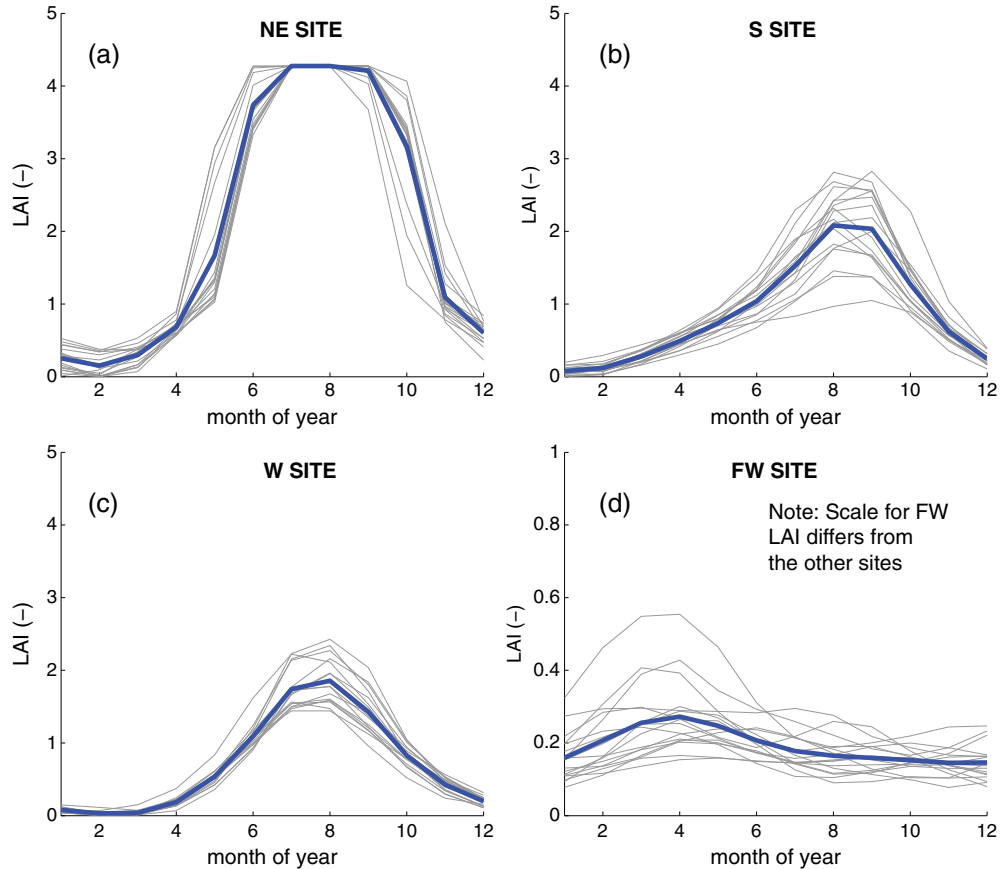 NE SITE
(a)
5
4
3
2
1
0
LAI (−)
2
4
6
8
10
12
month of year
S SITE
(b)
5
4
3
2
1
0
LAI (−)
2
4
6
8
10
12
month of year
W SITE
(c)
5
4
3
2
1
0
LAI (−)
2
4
6
8
10
12
month of year
FW SITE
(d)
Note: Scale for FW
LAI differs from
the other sites
1
0.8
0.6
0.4
0.2
0
LAI (−)
2
4
6
8
10
12
month of year